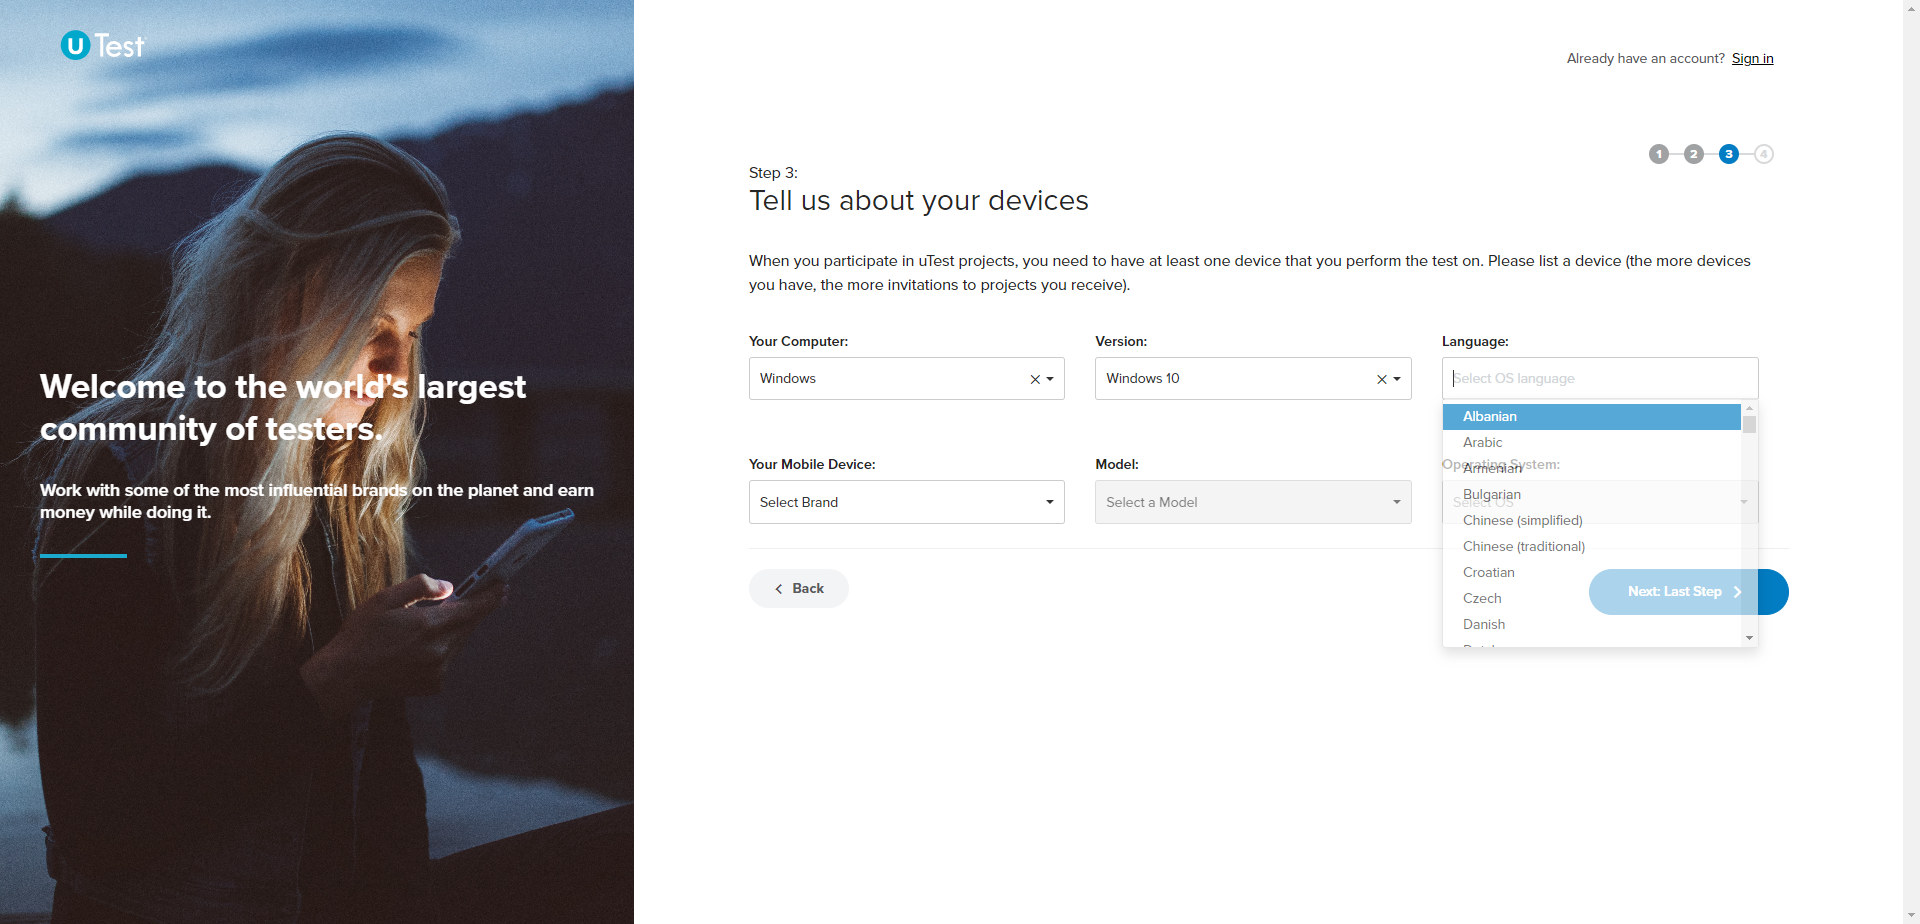 U Test
Already have an account? Sign in
1 2 3 4
Step 3:
Tell us about your devices
When you participate in uTest projects, you need to have at least one device that you perform the test on. Please list a device (the more devices
you have, the more invitations to projects you receive).
Welcome to the world's largest
community of testers.
Work with some of the most influential brands on the planet and earn
money while doing it.
Your Computer:
Windows
Version:
Windows 10
Language:
Select OS language
Albanian
Arabic
Armenian
Bulgarian
Chinese (simplified)
Chinese (traditional)
Croatian
Czech
Danish
Your Mobile Device:
Select Brand
Model:
Select a Model
Operating System:
Select OS
Back
Next: Last Step